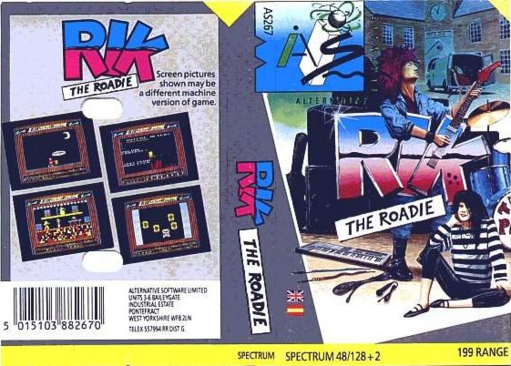 RIK
THE ROADIE
Screen pictures
shown may be
a different machine
version of game.
ALTERNATIVE SOFTWARE LIMITED
UNITS 3-6 BAILEYGATE
INDUSTRIAL ESTATE
PONTEFRACT
WEST YORKSHIRE WF8 2LN
TELEX 557994 RR DIST G
5 015103 882670
AS267
RIK
THE ROADIE
SPECTRUM
RIK
THE ROADIE
SPECTRUM 48/128+2
199 RANGE